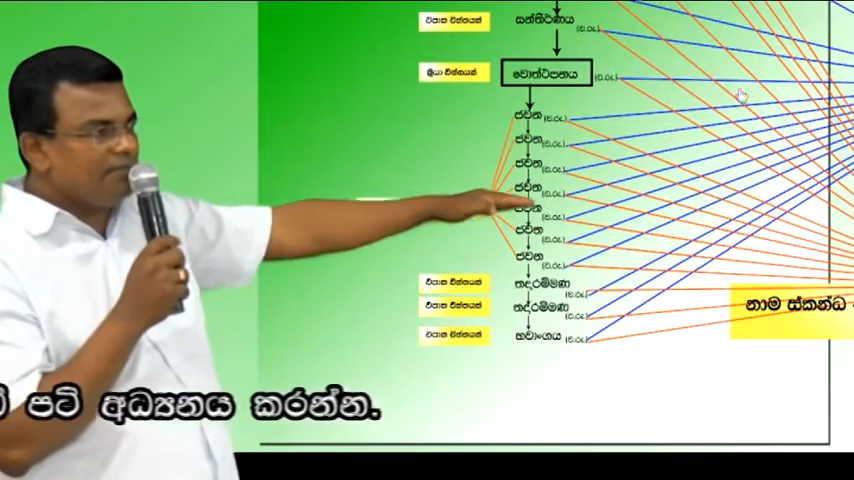 විපාක චිත්තයක්
සන්තීරණය
(ච.රූ.)
ක්‍රියා චිත්තයක්
වොත්ථපනය
(ච.රූ.)
ජවන (ච.රූ.)
ජවන (ච.රූ.)
ජවන (ච.රූ.)
ජවන (ච.රූ.)
ජවන (ච.රූ.)
ජවන (ච.රූ.)
ජවන (ච.රූ.)
විපාක චිත්තයක්
තදාරම්මණ (ච.රූ.)
විපාක චිත්තයක්
තදාරම්මණ (ච.රූ.)
විපාක චිත්තයක්
භවාංගය (ච.රූ.)
නාම ස්කන්ධ
පටි අධ්‍යනය කරන්න.